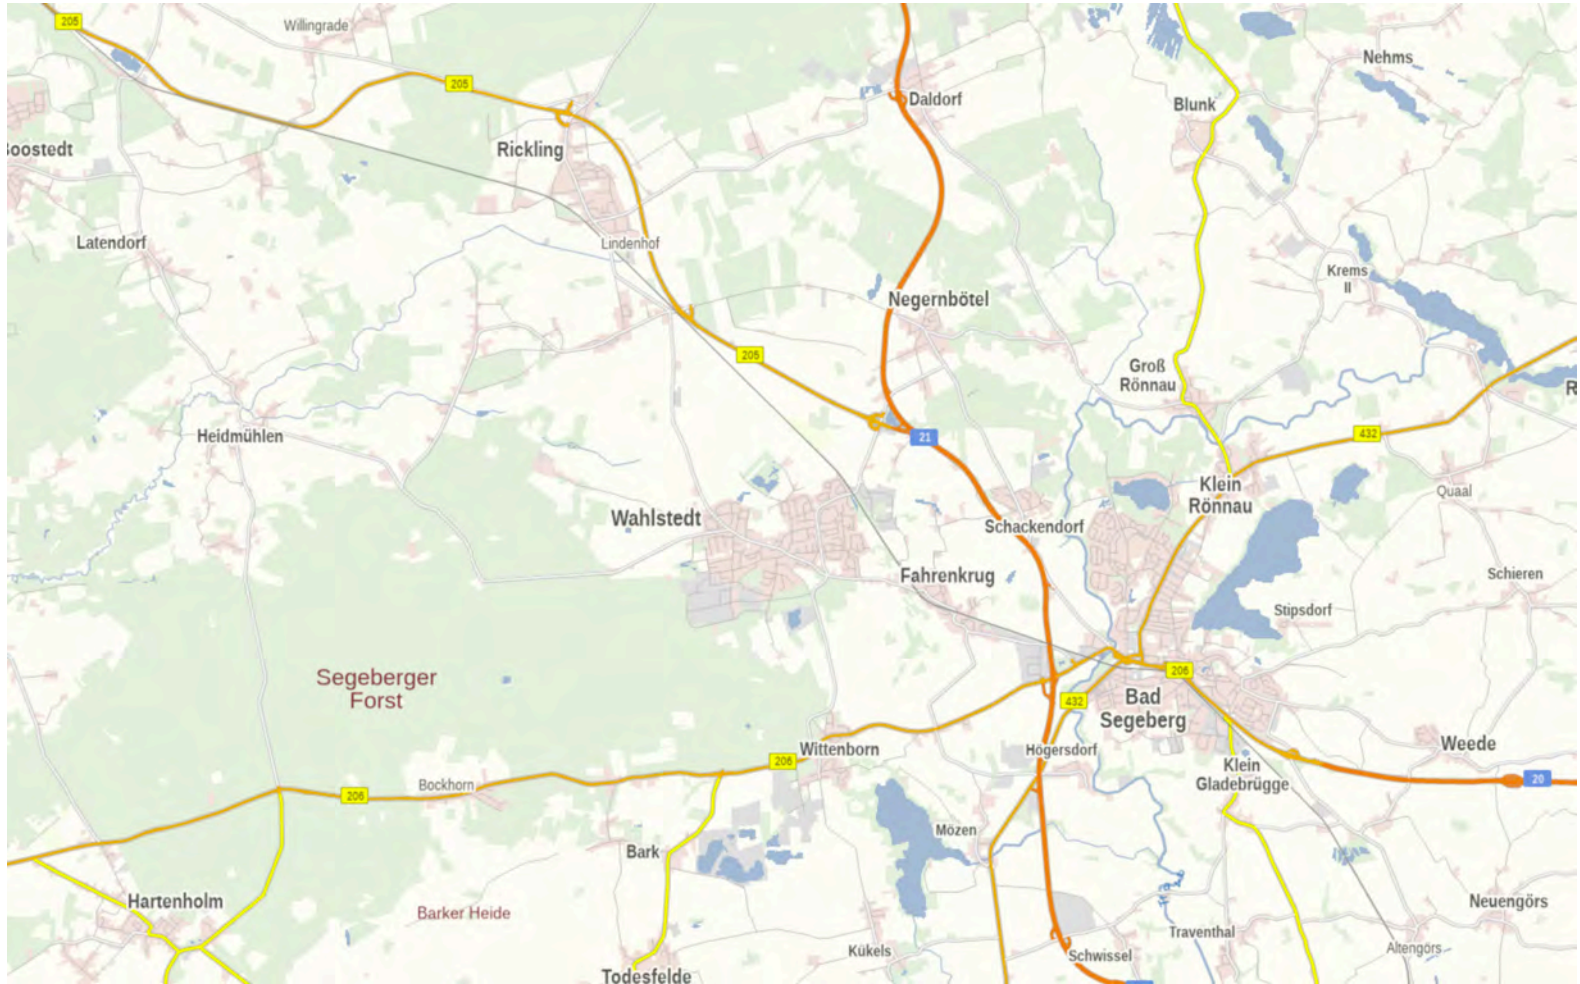 205
Willingrade
Nehms
205
Daldorf
Blunk
Boostedt
Rickling
Latendorf
Lindenhof
Krems
II
Negernbötel
205
Groß
Rönnau
Heidmühlen
21
432
Klein
Rönnau
Quaal
Wahlstedt
Schackendorf
Fahrenkrug
Schieren
Stipsdorf
Segeberger
Forst
206
432
Bad
Segeberg
Wittenborn
Högersdorf
Weede
206
Klein
Gladebrügge
20
Bockhorn
206
Mözen
Bark
Hartenholm
Barker Heide
Neuengörs
Traventhal
Altengörs
Kükels
Schwissel
Todesfelde